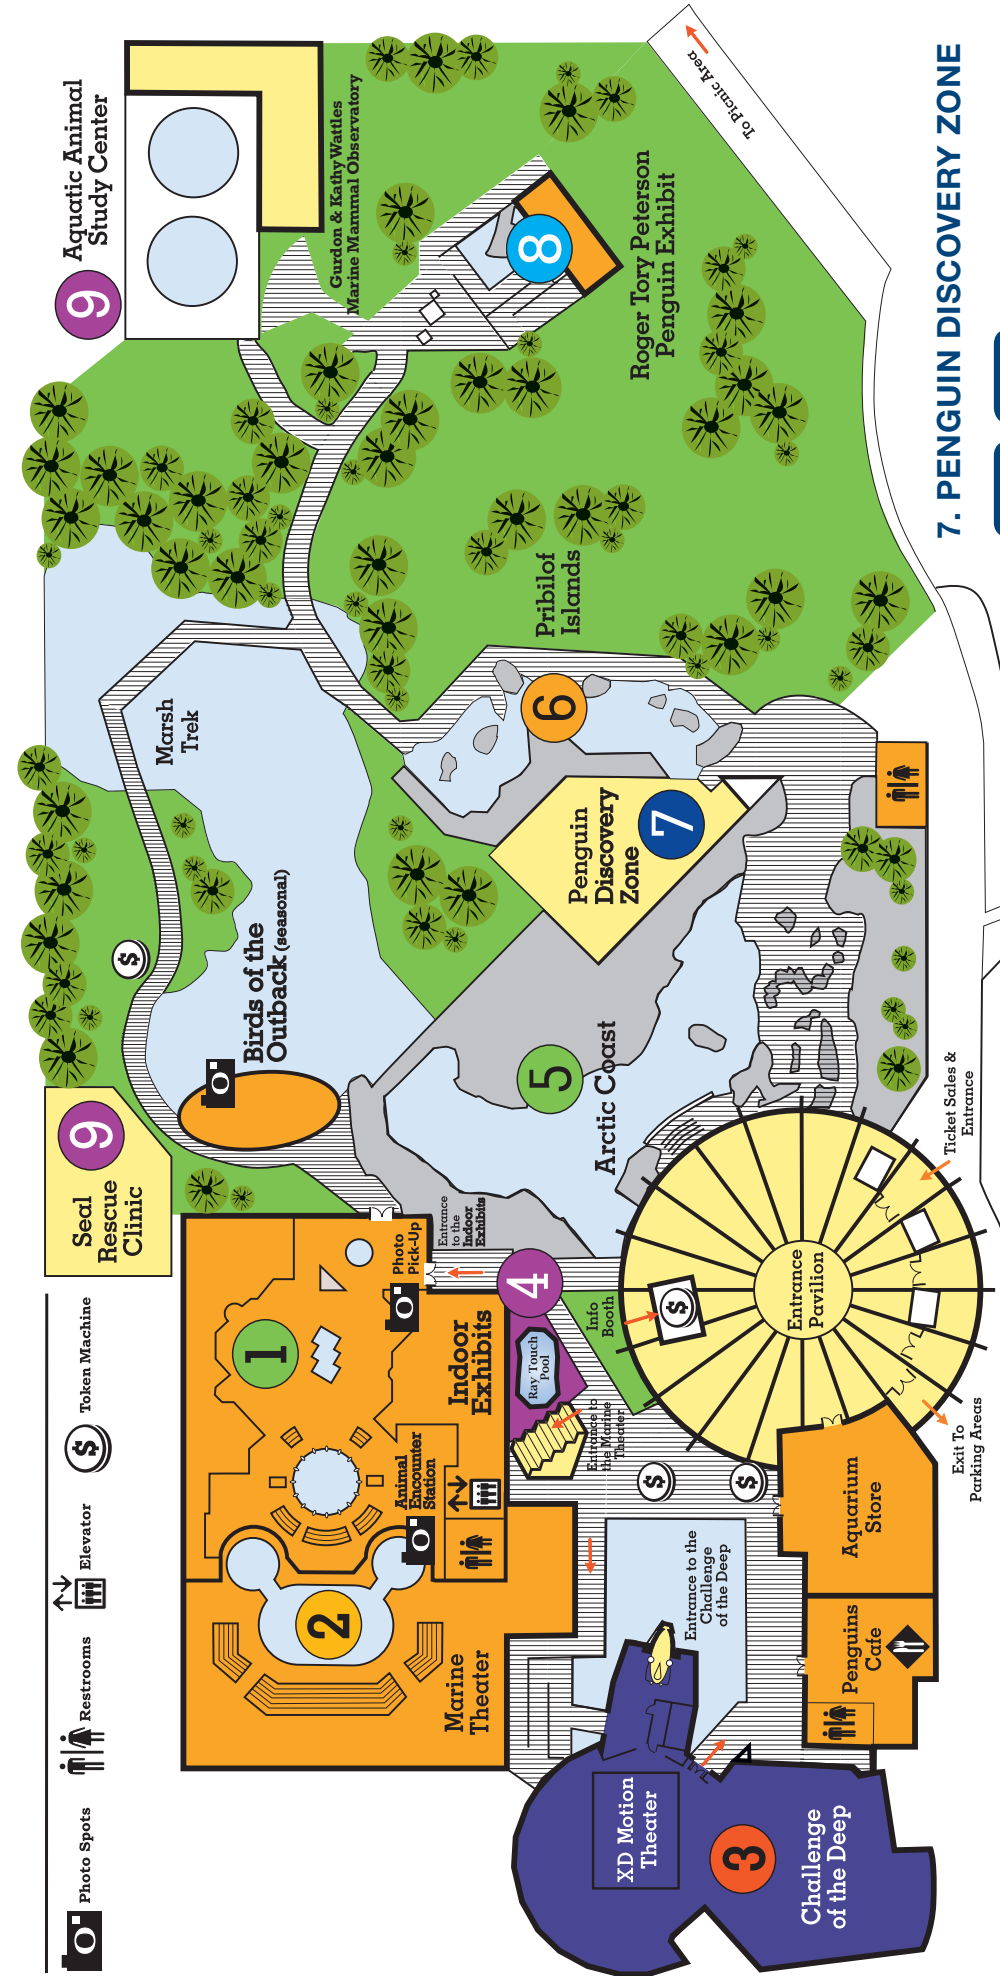 Photo Spots
Restrooms
Elevator
$
Token Machine
Seal
Rescue
Clinic
9
9
Aquatic Animal
Study Center
Gurdon & Kathy Wattles
Marine Mammal Observatory
8
Roger Tory Peterson
Penguin Exhibit
To Picnic Area
Marsh
Trek
$
Birds of the
Outback (seasonal)
Pribilof
Islands
6
Penguin
Discovery
Zone
7
5
Arctic Coast
1
Photo
Pick-Up
Entrance
to the
Indoor
Exhibits
Indoor
Exhibits
Animal
Encounter
Station
2
Marine
Theater
4
Ray Touch
Pool
Entrance to
the Marine
Theater
Info
Booth
$
Entrance
Pavilion
Ticket Sales &
Entrance
Exit To
Parking Areas
$
$
Aquarium
Store
Penguins
Cafe
Entrance to the
Challenge
of the Deep
XD Motion
Theater
3
Challenge
of the Deep
7. PENGUIN DISCOVERY ZONE